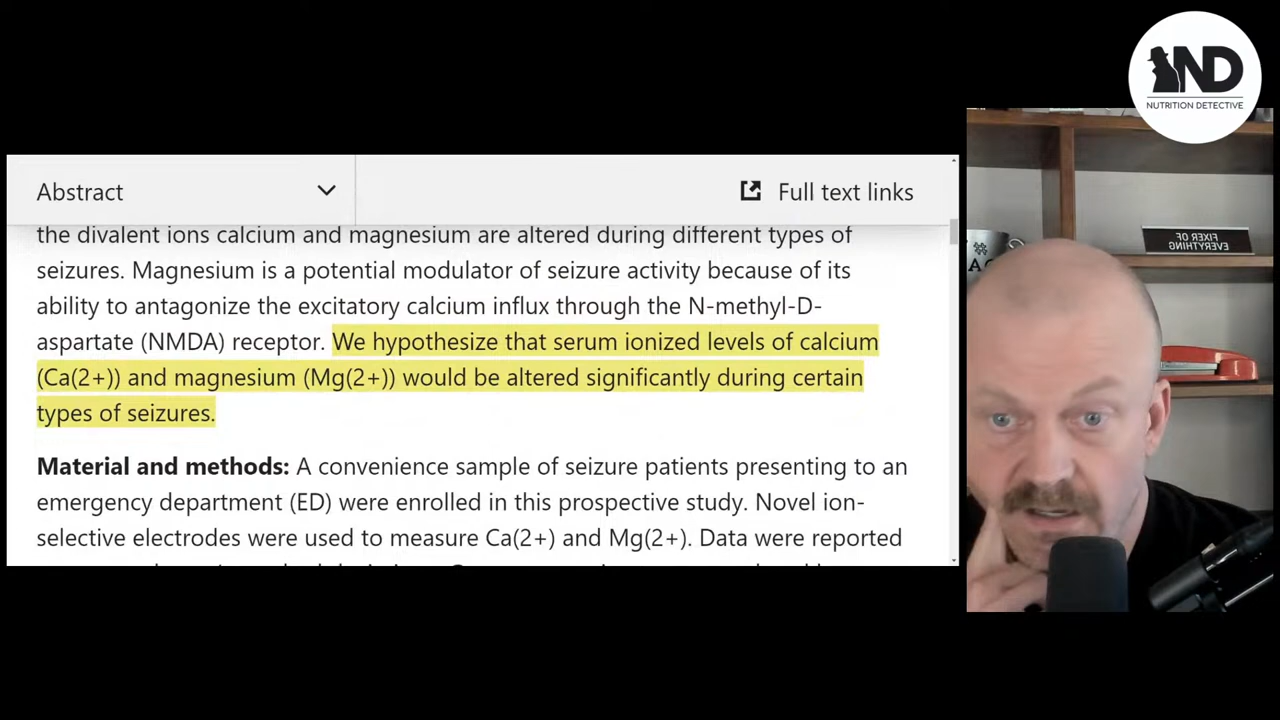 ND
NUTRITION DETECTIVE
Abstract
Full text links
the divalent ions calcium and magnesium are altered during different types of
seizures. Magnesium is a potential modulator of seizure activity because of its
ability to antagonize the excitatory calcium influx through the N-methyl-D-
aspartate (NMDA) receptor. We hypothesize that serum ionized levels of calcium
(Ca(2+)) and magnesium (Mg(2+)) would be altered significantly during certain
types of seizures.
Material and methods: A convenience sample of seizure patients presenting to an
emergency department (ED) were enrolled in this prospective study. Novel ion-
selective electrodes were used to measure Ca(2+) and Mg(2+). Data were reported
FIXER OF
EVERYTHING